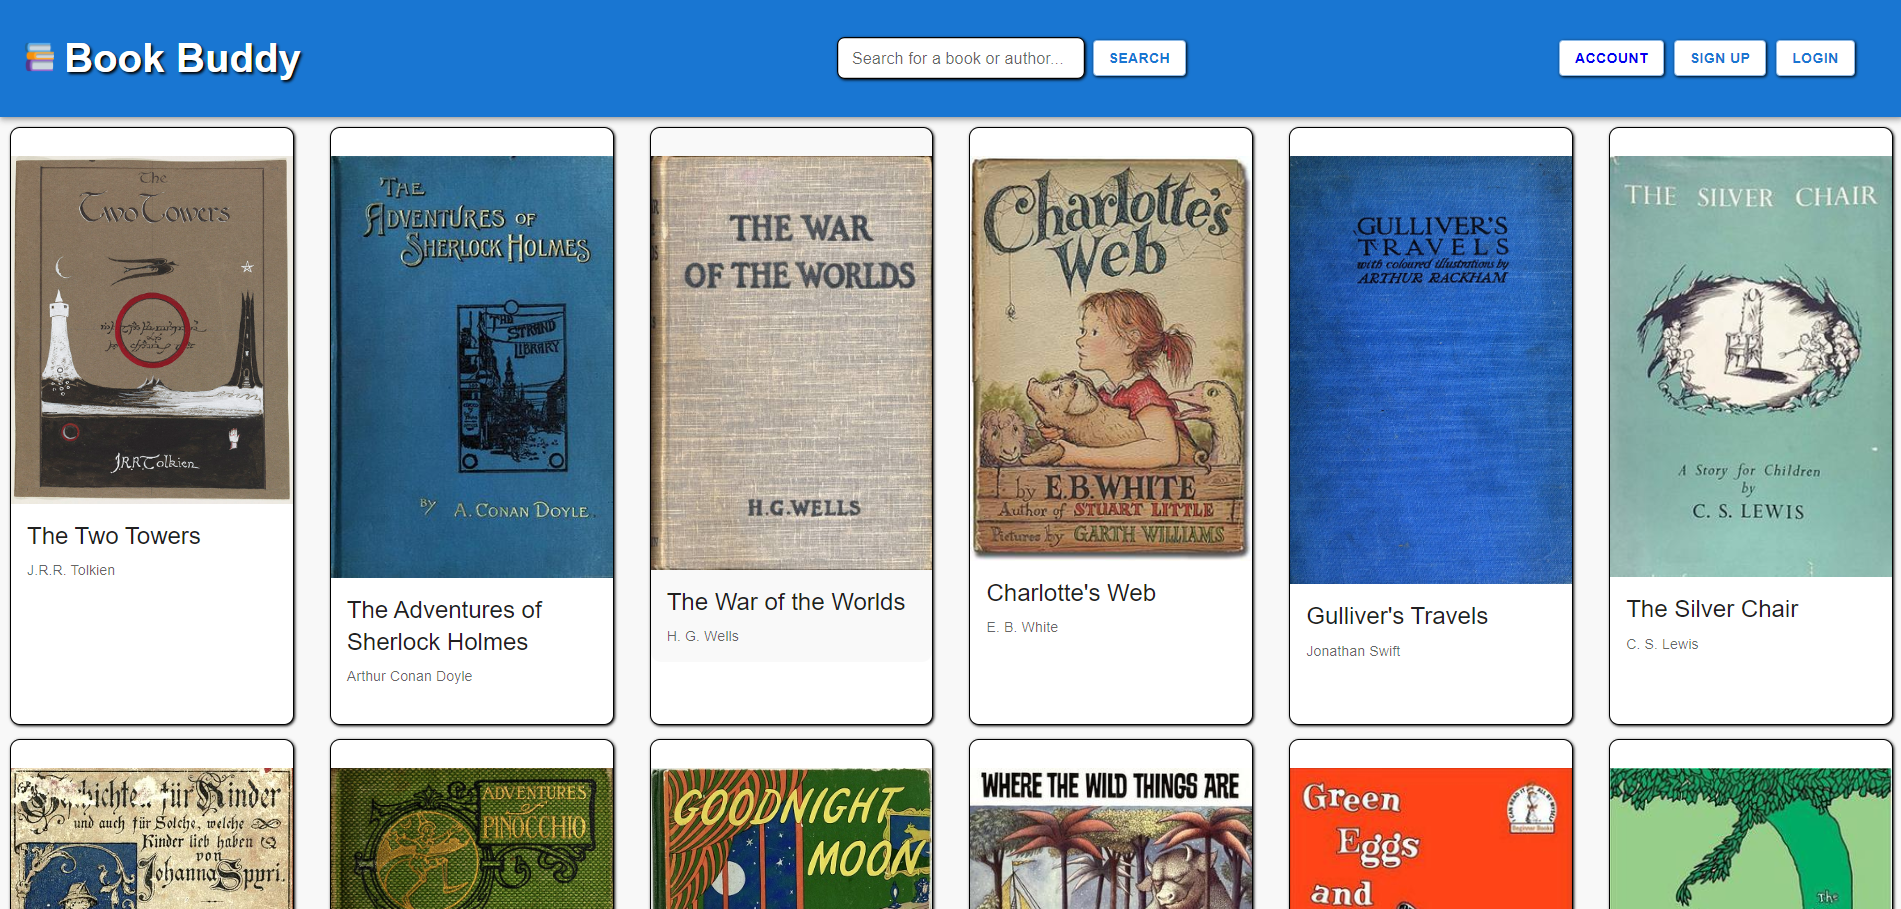 Book Buddy
Search for a book or author...
SEARCH
ACCOUNT
SIGN UP
LOGIN
The
Two Towers
J.R.R. Tolkien
The Two Towers
J.R.R. Tolkien
THE
ADVENTURES OF
SHERLOCK HOLMES
THE
STRAND
LIBRARY
BY A. CONAN DOYLE.
The Adventures of
Sherlock Holmes
Arthur Conan Doyle
THE WAR
OF THE WORLDS
H.G.WELLS
The War of the Worlds
H. G. Wells
Charlotte's
Web
by E.B.WHITE
Author of STUART LITTLE
Pictures by GARTH WILLIAMS
Charlotte's Web
E. B. White
GULLIVER'S
TRAVELS
with coloured illustrations by
ARTHUR RACKHAM
Gulliver's Travels
Jonathan Swift
THE SILVER CHAIR
A Story for Children
by
C. S. LEWIS
The Silver Chair
C. S. Lewis
für Kinder
und auch für Solche, welche
Kinder lieb haben
von
Johanna Spyri.
ADVENTURES
of
PINOCCHIO
GOODNIGHT
MOON
WHERE THE WILD THINGS ARE
Green
Eggs
and
Beginner Books
The